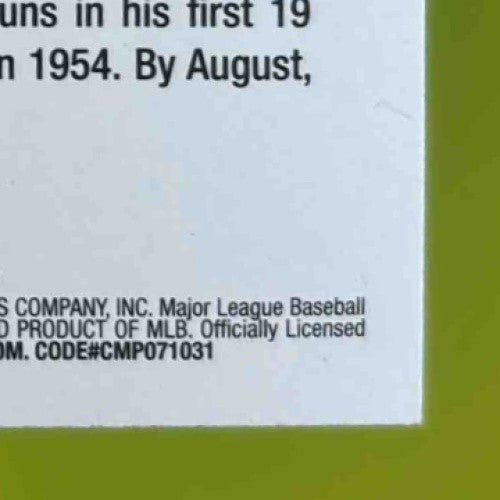 uns in his first 19
n 1954. By August,
S COMPANY, INC. Major League Baseball
D PRODUCT OF MLB. Officially Licensed
OM. CODE#CMP071031